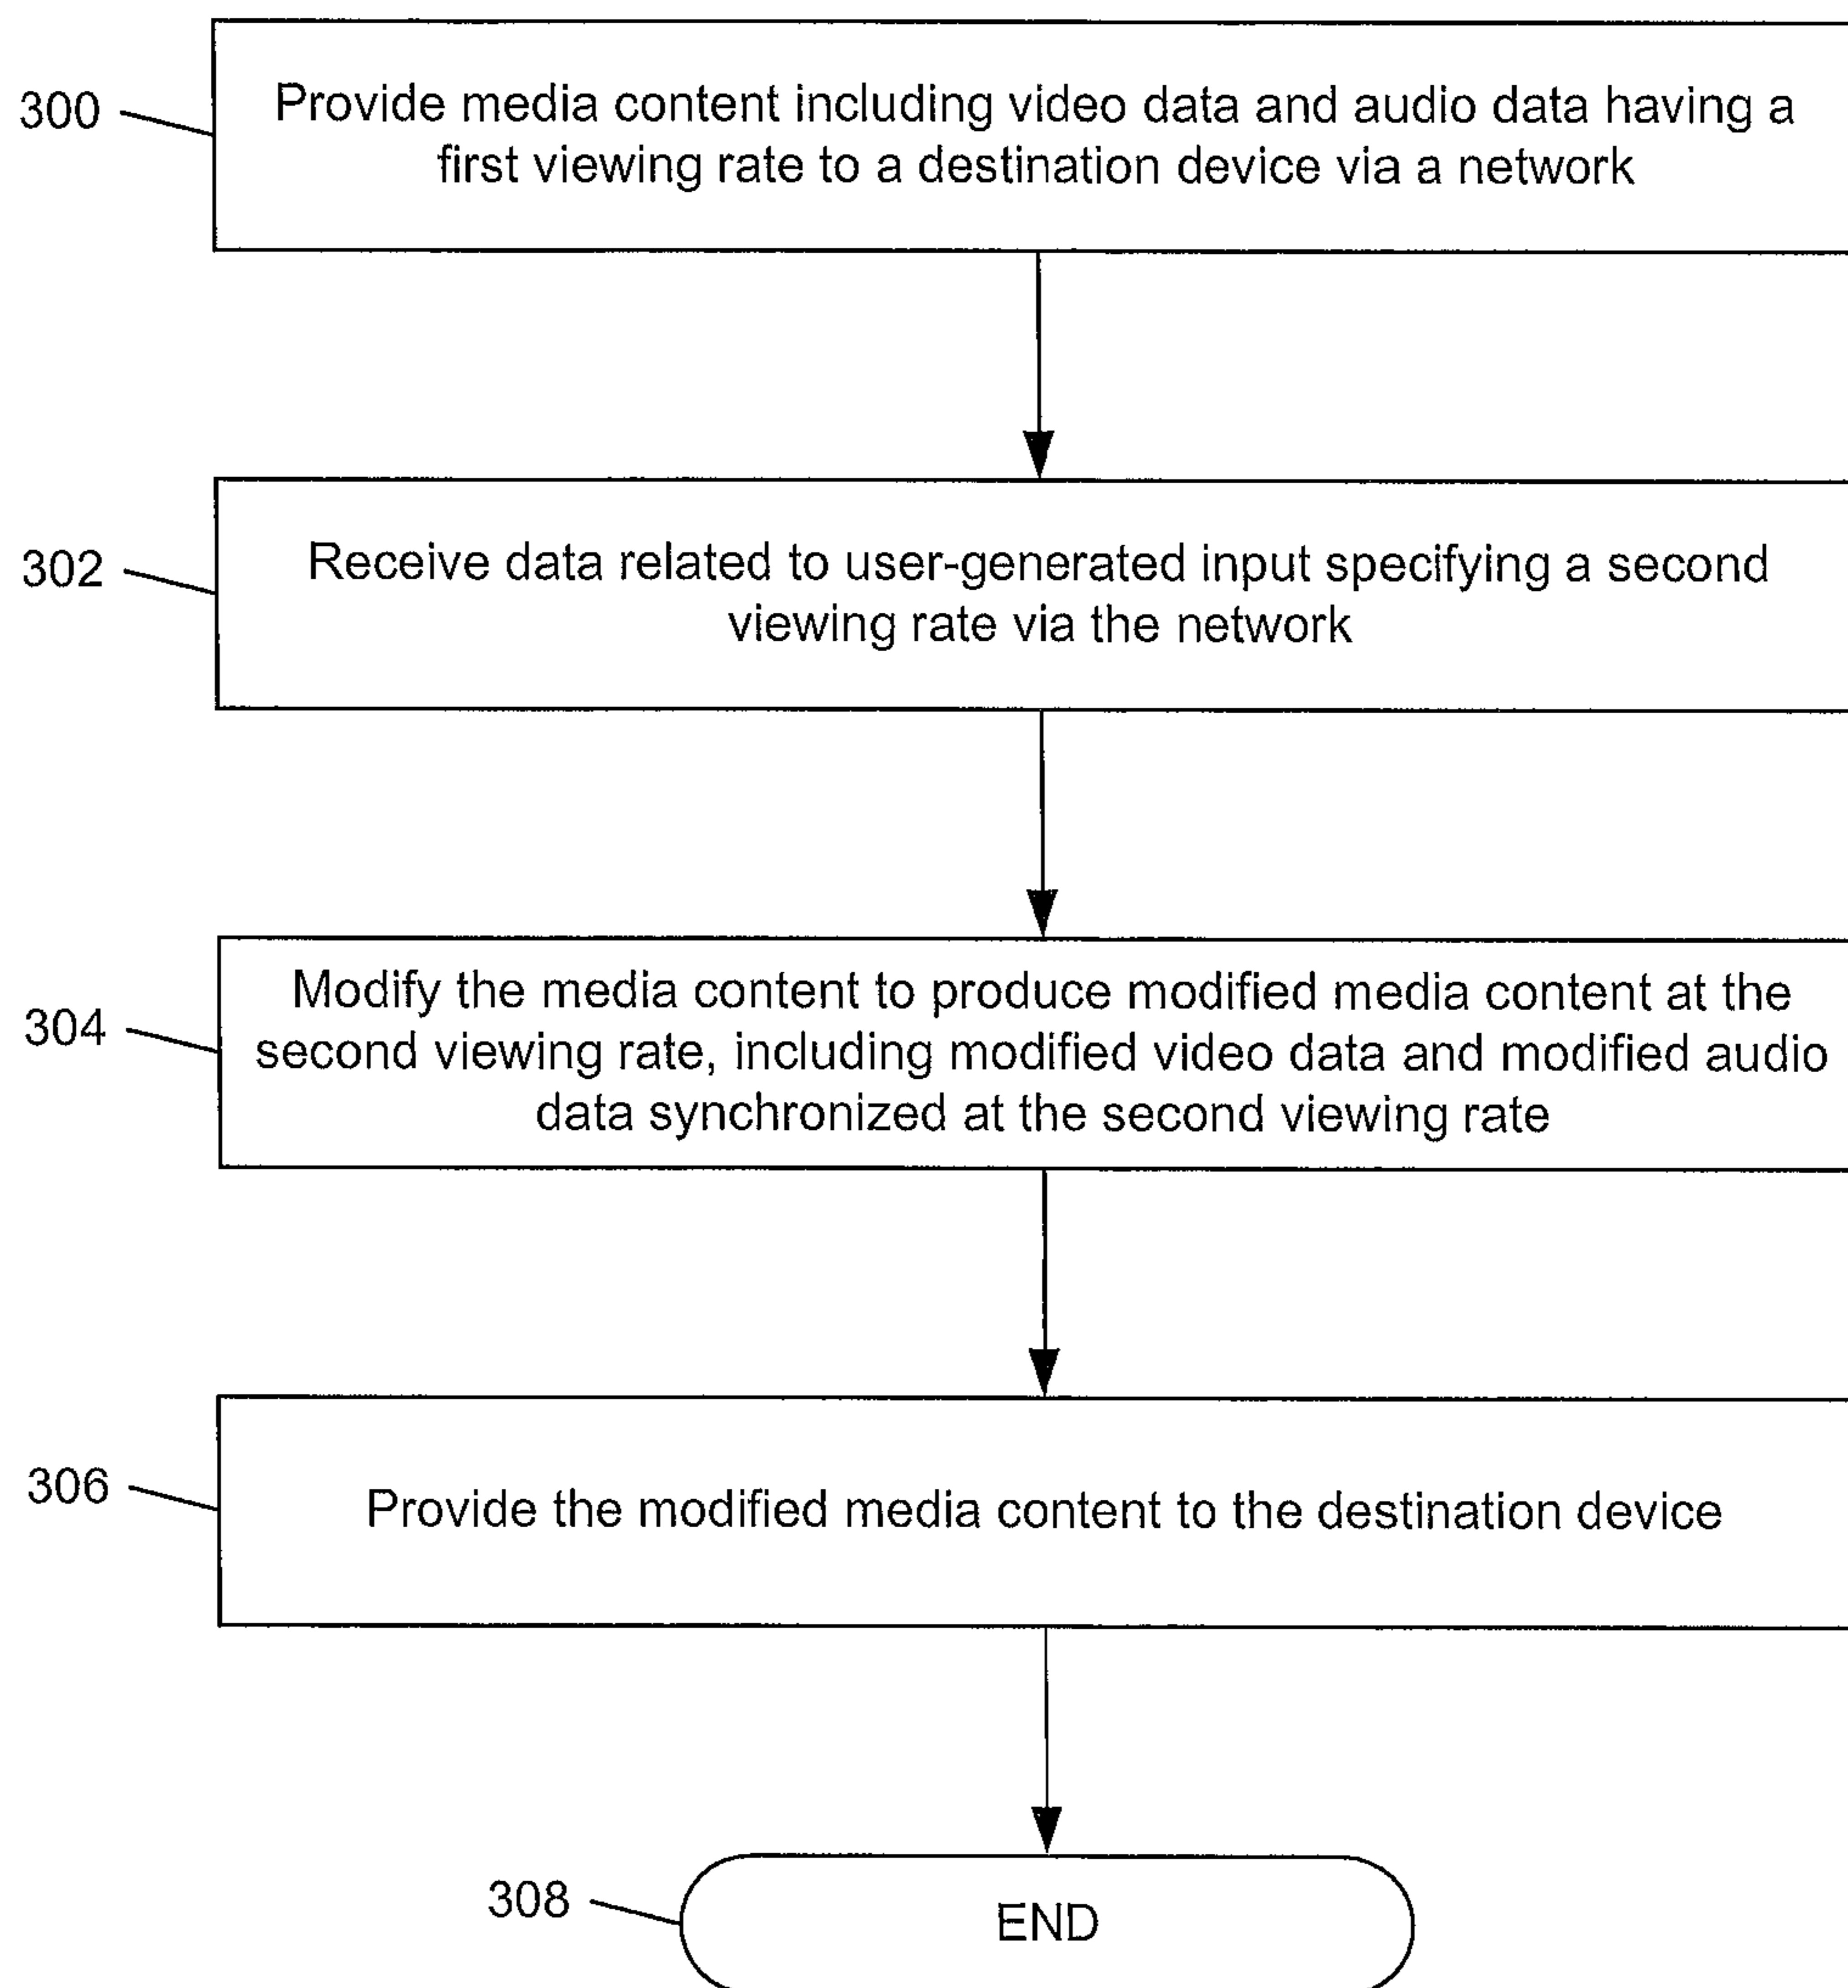 300
Provide media content including video data and audio data having a
first viewing rate to a destination device via a network
302
Receive data related to user-generated input specifying a second
viewing rate via the network
304
Modify the media content to produce modified media content at the
second viewing rate, including modified video data and modified audio
data synchronized at the second viewing rate
306
Provide the modified media content to the destination device
308
END